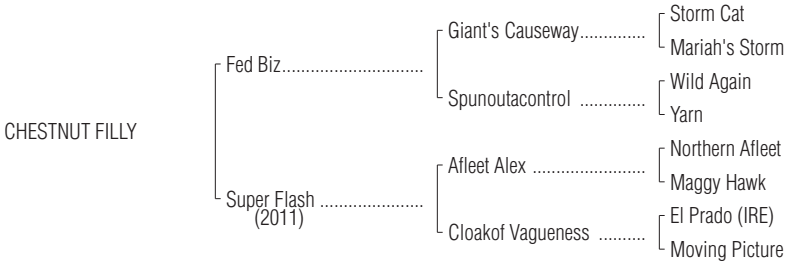 Storm Cat
Giant's Causeway..............
Mariah's Storm
Fed Biz.............................
Wild Again
Spunoutacontrol ..............
Yarn
CHESTNUT FILLY
Northern Afleet
Afleet Alex .......................
Maggy Hawk
Super Flash .....................
(2011)
El Prado (IRE)
Cloakof Vagueness ..........
Moving Picture